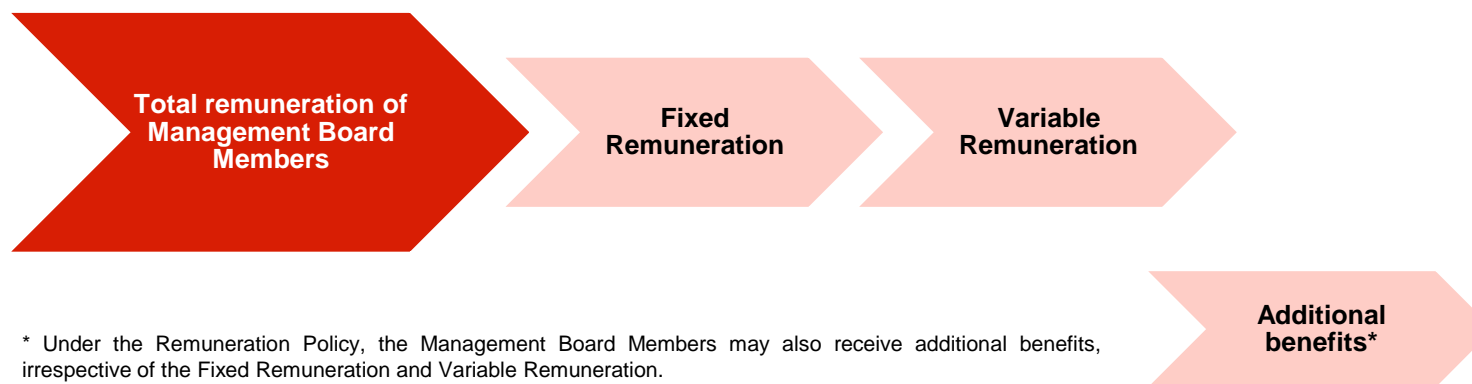 Total remuneration of
Management Board
Members
Fixed
Remuneration
Variable
Remuneration
Additional
benefits*
* Under the Remuneration Policy, the Management Board Members may also receive additional benefits,
irrespective of the Fixed Remuneration and Variable Remuneration.